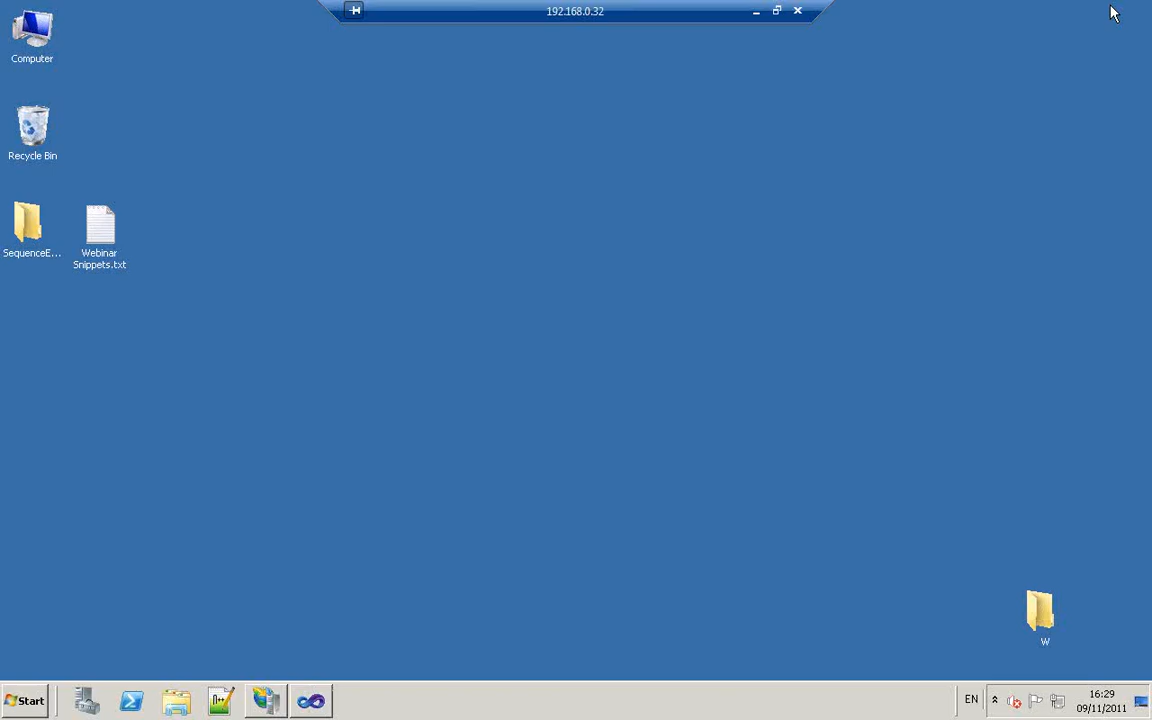 192.168.0.32
Computer
Recycle Bin
SequenceE...
Webinar
Snippets.txt
W
Start
EN
16:29
09/11/2011